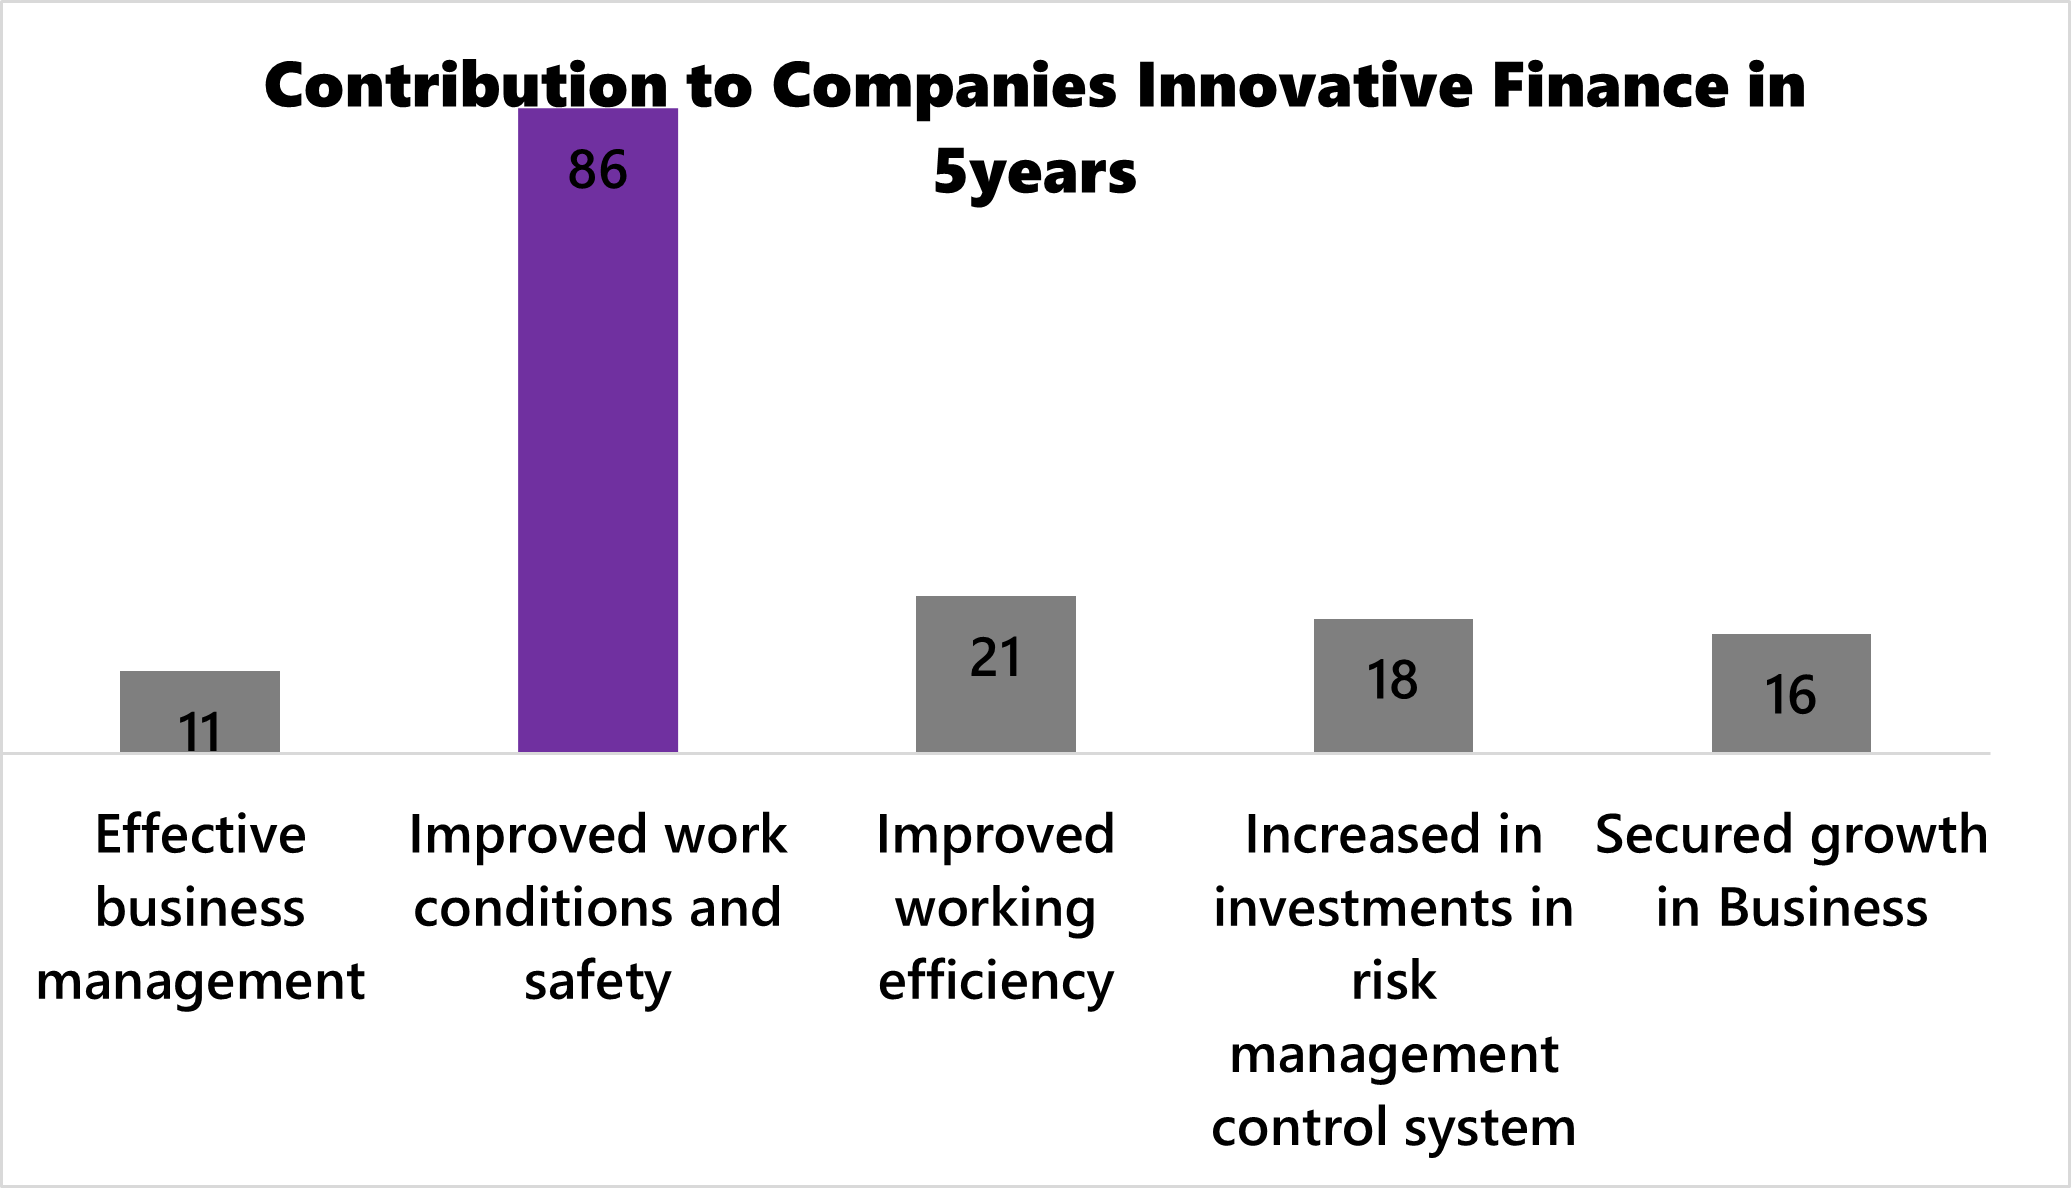 Contribution to Companies Innovative Finance in
5years
86
21
18
16
11
Effective
business
management
Improved work
conditions and
safety
Improved
working
efficiency
Increased in
investments in
risk
management
control system
Secured growth
in Business